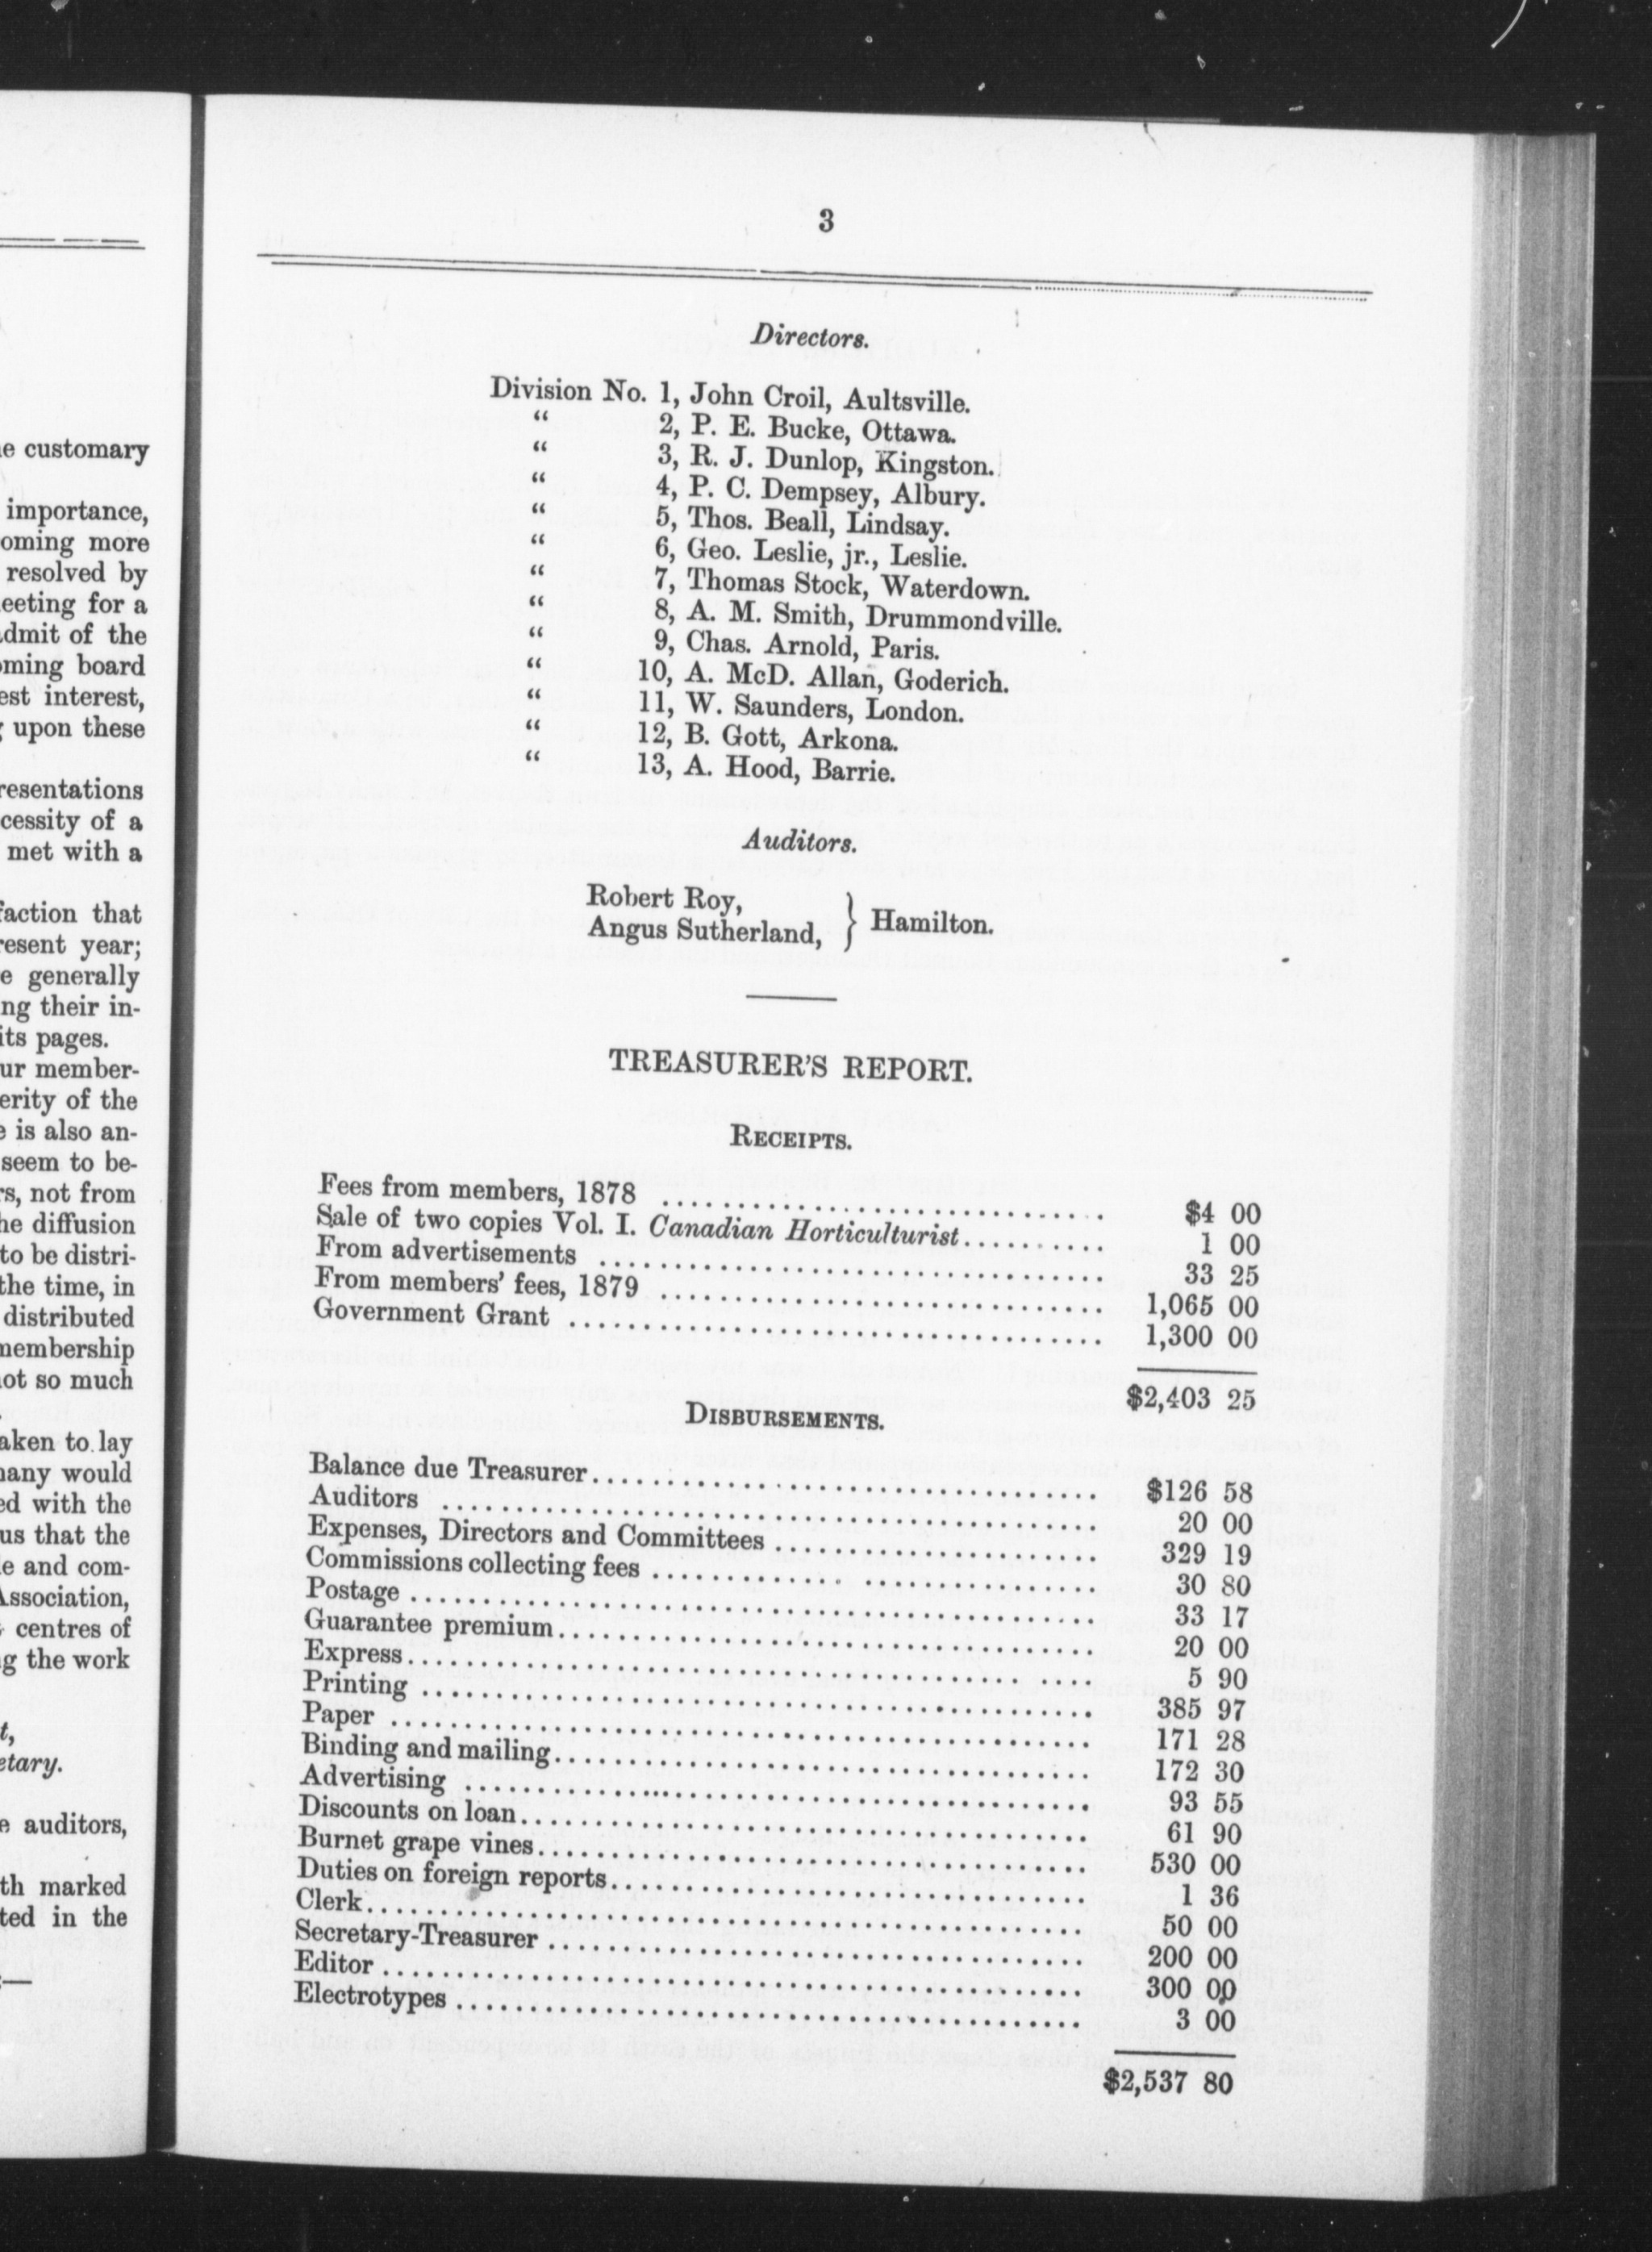 e customary
importance,
oming more
resolved by
eeting for a
dmit of the
oming board
est interest,
upon these
resentations
cessity of a
met with a
faction that
resent year;
e generally
ng their in-
its pages.
ur member-
erity of the
e is also an-
seem to be-
rs, not from
he diffusion
to be distri-
the time, in
distributed
membership
not so much
aken to lay
many would
ed with the
us that the
e and com-
Association,
centres of
g the work
t,
etary.
e auditors,
th marked
ted in the
:—
3
Directors.
Division No. 1, John Croil, Aultsville.
“ 2, P. E. Bucke, Ottawa.
“ 3, R. J. Dunlop, Kingston.
“ 4, P. C. Dempsey, Albury.
“ 5, Thos. Beall, Lindsay.
“ 6, Geo. Leslie, jr., Leslie.
“ 7, Thomas Stock, Waterdown.
“ 8, A. M. Smith, Drummondville.
“ 9, Chas. Arnold, Paris.
“ 10, A. McD. Allan, Goderich.
“ 11, W. Saunders, London.
“ 12, B. Gott, Arkona.
“ 13, A. Hood, Barrie.
Auditors.
Robert Roy,
Angus Sutherland, } Hamilton.
TREASURER'S REPORT.
RECEIPTS.
Fees from members, 1878 .................................... $4 00
Sale of two copies Vol. I. Canadian Horticulturist.......... 1 00
From advertisements .................................... 33 25
From members' fees, 1879 .................................... 1,065 00
Government Grant .................................... 1,300 00
$2,403 25
DISBURSEMENTS.
Balance due Treasurer.................................... $126 58
Auditors .................................... 20 00
Expenses, Directors and Committees .................... 329 19
Commissions collecting fees .................................... 30 80
Postage .................................... 33 17
Guarantee premium.................................... 20 00
Express.................................... 5 90
Printing .................................... 385 97
Paper .................................... 171 28
Binding and mailing.................................... 172 30
Advertising .................................... 93 55
Discounts on loan.................................... 61 90
Burnet grape vines.................................... 530 00
Duties on foreign reports.................................... 1 36
Clerk.................................... 50 00
Secretary-Treasurer .................................... 200 00
Editor .................................... 300 00
Electrotypes .................................... 3 00
$2,537 80